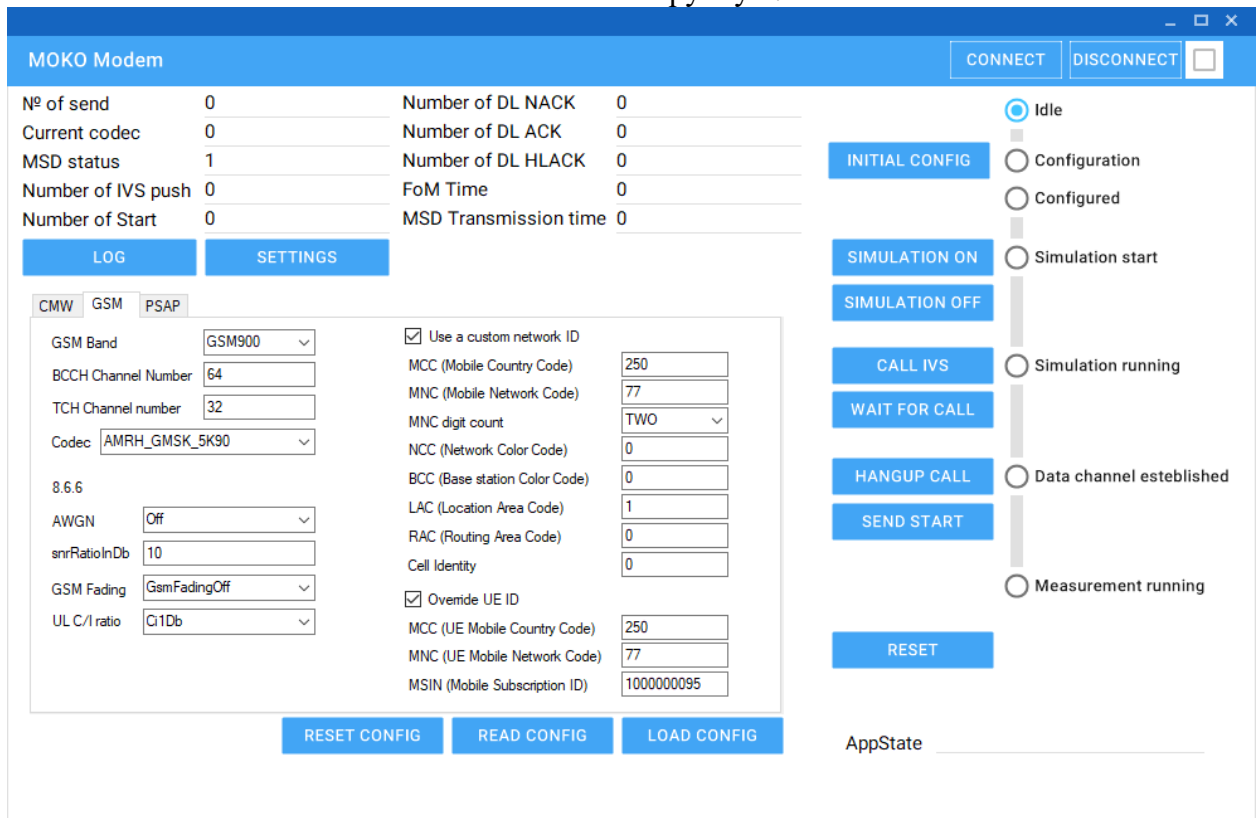 MOKO Modem CONNECT DISCONNECT
Nº of send 0 Number of DL NACK 0
Current codec 0 Number of DL ACK 0
MSD status 1 Number of DL HLACK 0
Number of IVS push 0 FoM Time 0
Number of Start 0 MSD Transmission time 0
LOG SETTINGS
CMW GSM PSAP
GSM Band GSM900
BCCH Channel Number 64
TCH Channel number 32
Codec AMRH_GMSK_5K90
8.6.6
AWGN Off
snrRatioInDb 10
GSM Fading GsmFadingOff
UL C/I ratio Ci1Db
Use a custom network ID
MCC (Mobile Country Code) 250
MNC (Mobile Network Code) 77
MNC digit count TWO
NCC (Network Color Code) 0
BCC (Base station Color Code) 0
LAC (Location Area Code) 1
RAC (Routing Area Code) 0
Cell Identity 0
Override UE ID
MCC (UE Mobile Country Code) 250
MNC (UE Mobile Network Code) 77
MSIN (Mobile Subscription ID) 1000000095
RESET CONFIG READ CONFIG LOAD CONFIG
Idle
INITIAL CONFIG Configuration
Configured
SIMULATION ON Simulation start
SIMULATION OFF
CALL IVS Simulation running
WAIT FOR CALL
HANGUP CALL Data channel esteblished
SEND START
Measurement running
RESET
AppState